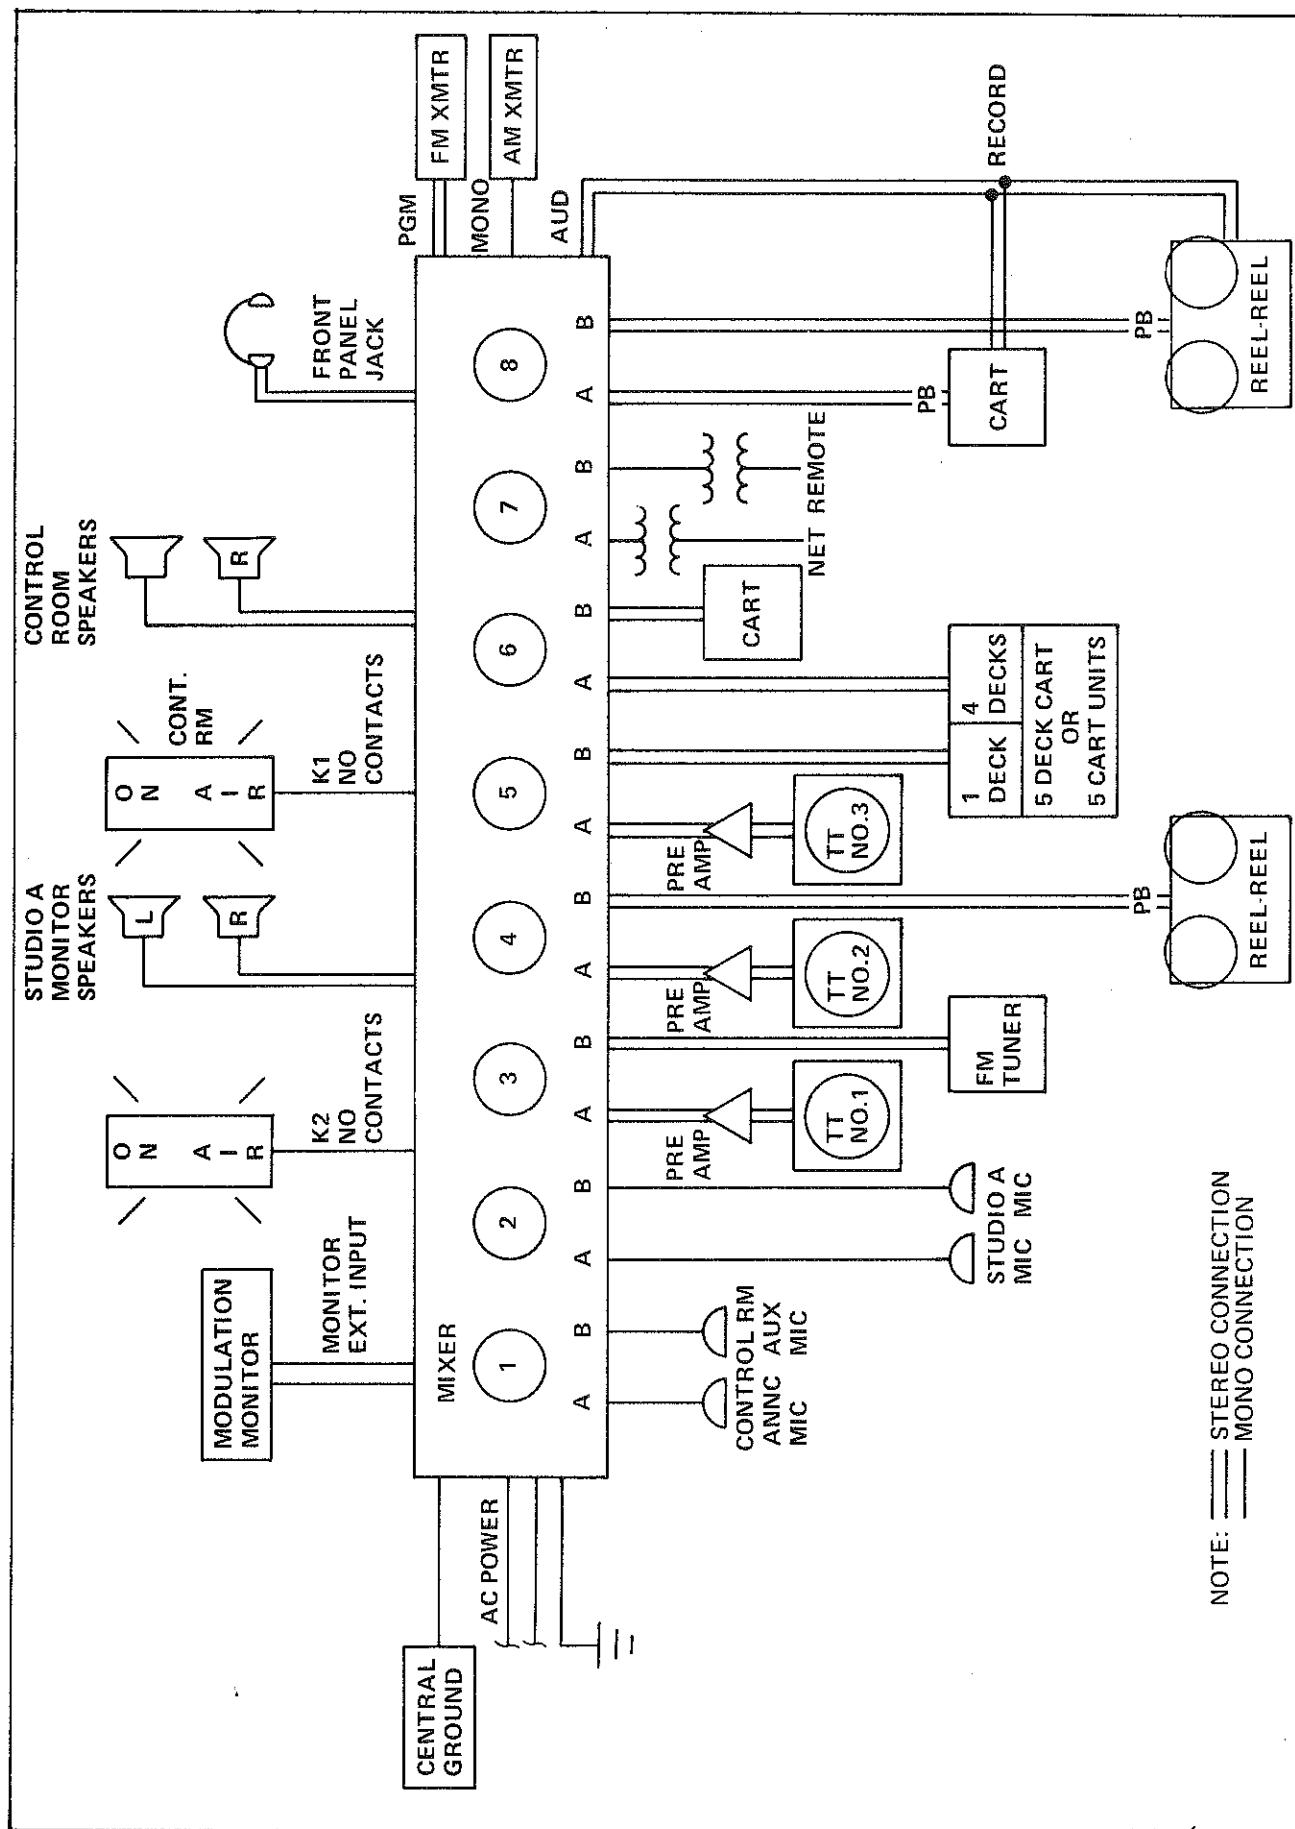 STUDIO A
MONITOR
SPEAKERS
CONTROL
ROOM
SPEAKERS
MODULATION
MONITOR
MONITOR
EXT. INPUT
ON
AIR
K2
NO
CONTACTS
L
R
ON
AIR
CONT.
RM
K1
NO
CONTACTS
R
FRONT
PANEL
JACK
CENTRAL
GROUND
AC POWER
MIXER
1
2
3
4
5
6
7
8
PGM
FM XMTR
MONO
AM XMTR
AUD
A
B
A
B
A
B
A
B
A
B
A
B
A
B
A
B
CONTROL RM
ANNC AUX
MIC MIC
STUDIO A
MIC MIC
PRE
AMP
TT
NO.1
FM
TUNER
PRE
AMP
TT
NO.2
PB
REEL-REEL
PRE
AMP
TT
NO.3
1
DECK
4
DECKS
5 DECK CART
OR
5 CART UNITS
CART
NET REMOTE
PB
CART
PB
REEL-REEL
RECORD
NOTE: STEREO CONNECTION
MONO CONNECTION